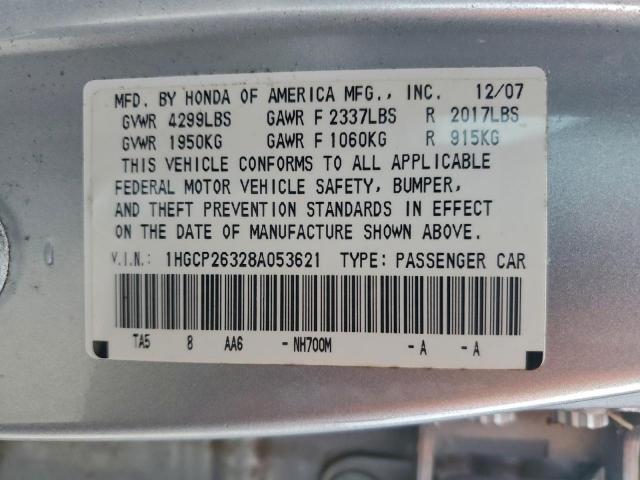 MFD. BY HONDA OF AMERICA MFG., INC. 12/07
GVWR 4299LBS GAWR F 2337LBS R 2017LBS
GVWR 1950KG GAWR F 1060KG R 915KG
THIS VEHICLE CONFORMS TO ALL APPLICABLE
FEDERAL MOTOR VEHICLE SAFETY, BUMPER,
AND THEFT PREVENTION STANDARDS IN EFFECT
ON THE DATE OF MANUFACTURE SHOWN ABOVE.
V.I.N.: 1HGCP26328A053621 TYPE: PASSENGER CAR
TA5 8 AA6 - NH700M - A - A